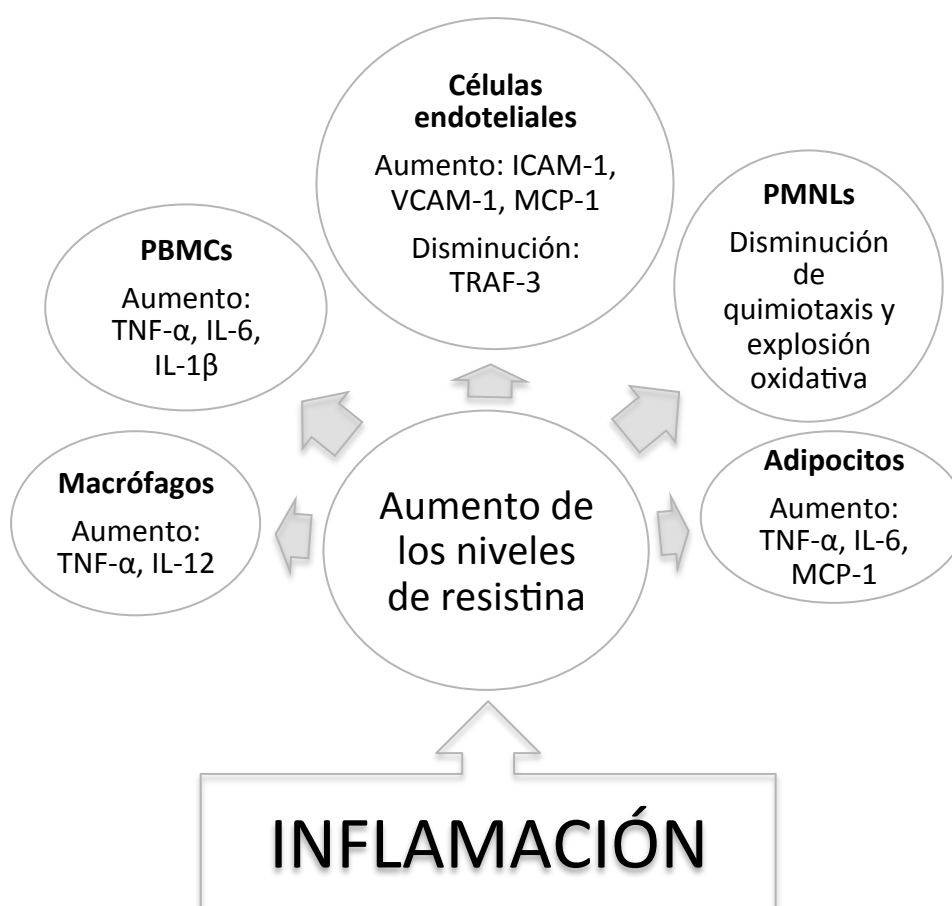 Células
endoteliales
Aumento: ICAM-1,
VCAM-1, MCP-1
Disminución:
TRAF-3
PMNLs
Disminución
de
quimiotaxis y
explosión
oxidativa
PBMCs
Aumento:
TNF-α, IL-6,
IL-1β
Macrófagos
Aumento:
TNF-α, IL-12
Adipocitos
Aumento:
TNF-α, IL-6,
MCP-1
Aumento de
los niveles
de resistina
INFLAMACIÓN